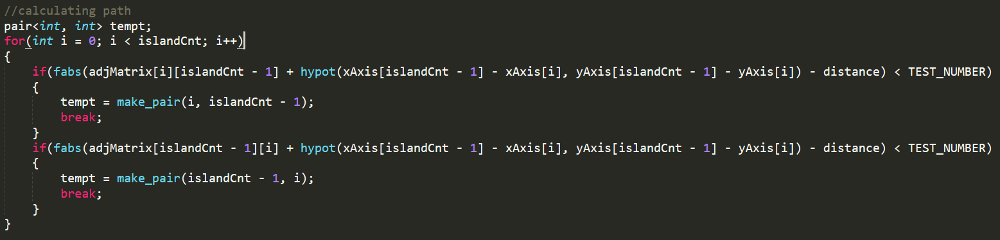 //calculating path
pair<int, int> tempt;
for(int i = 0; i < islandCnt; i++)
{
    if(fabs(adjMatrix[i][islandCnt - 1] + hypot(xAxis[islandCnt - 1] - xAxis[i], yAxis[islandCnt - 1] - yAxis[i]) - distance) < TEST_NUMBER)
    {
        tempt = make_pair(i, islandCnt - 1);
        break;
    }
    if(fabs(adjMatrix[islandCnt - 1][i] + hypot(xAxis[islandCnt - 1] - xAxis[i], yAxis[islandCnt - 1] - yAxis[i]) - distance) < TEST_NUMBER)
    {
        tempt = make_pair(islandCnt - 1, i);
        break;
    }
}